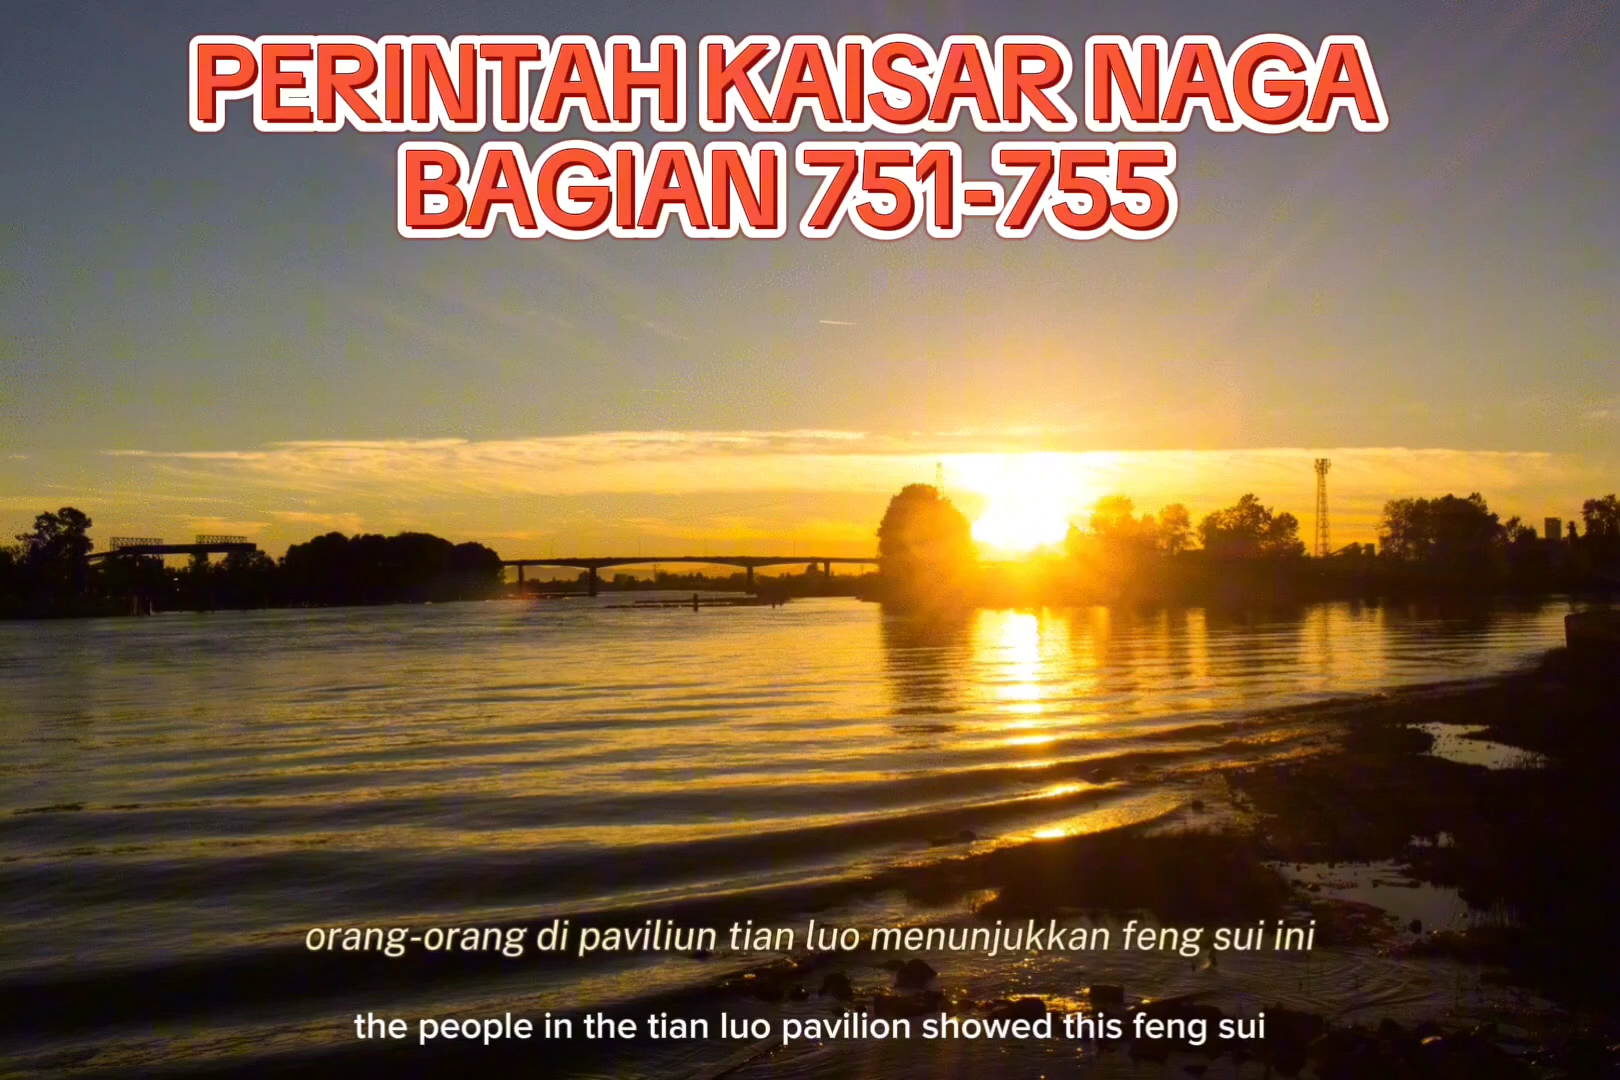 PERINTAH KAISAR NAGA
BAGIAN 751-755
orang-orang di paviliun tian luo menunjukkan feng sui ini
the people in the tian luo pavilion showed this feng sui